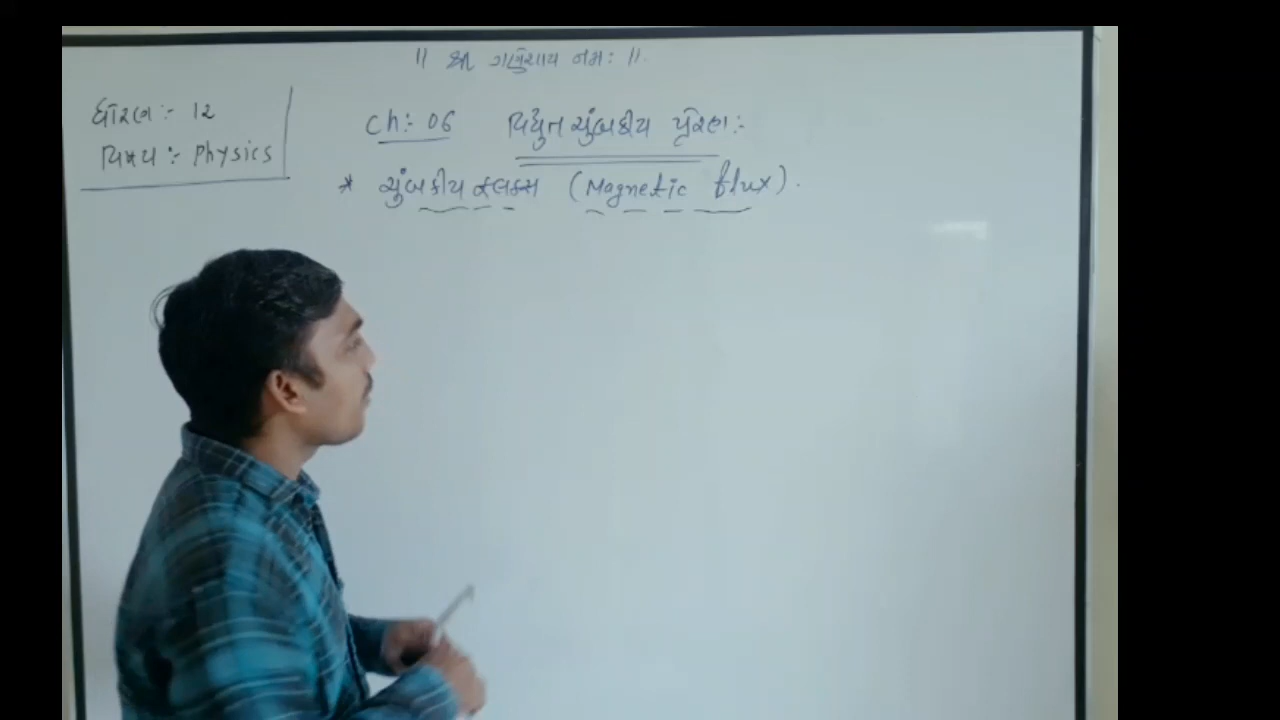 ॥ શ્રી ગણેશાય નમઃ ॥.
ધોરણ :- 12
વિષય :- Physics
Ch :- 06 વિધુત ચુંબકીય પ્રેરણ :-
* ચુંબકીય ફ્લક્સ (Magnetic flux).